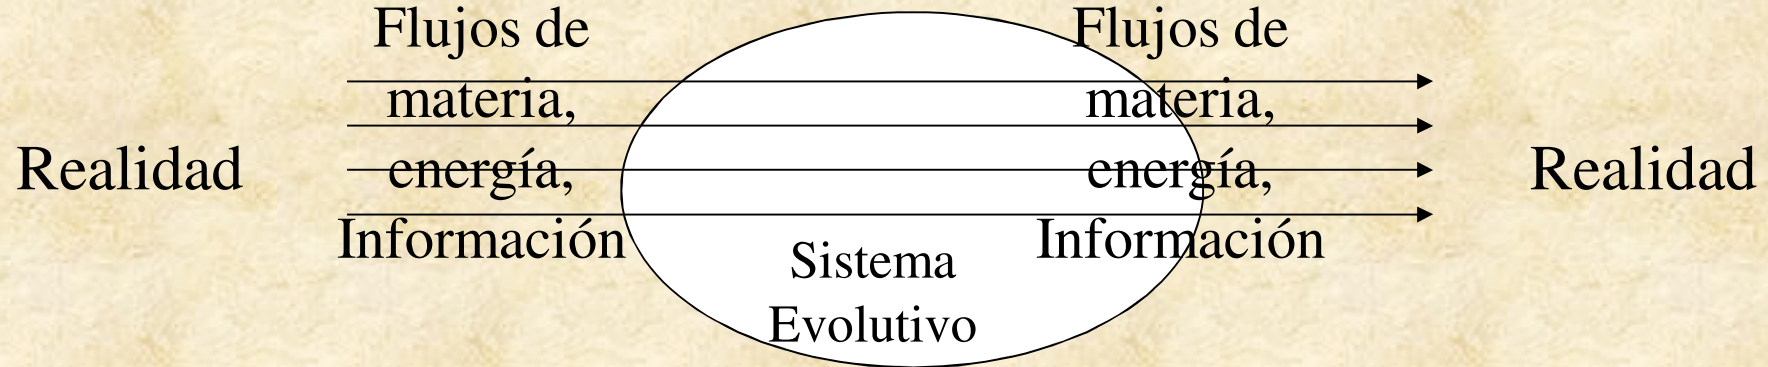 Realidad
Flujos de
materia,
energía,
Información
Sistema
Evolutivo
Flujos de
materia,
energía,
Información
Realidad